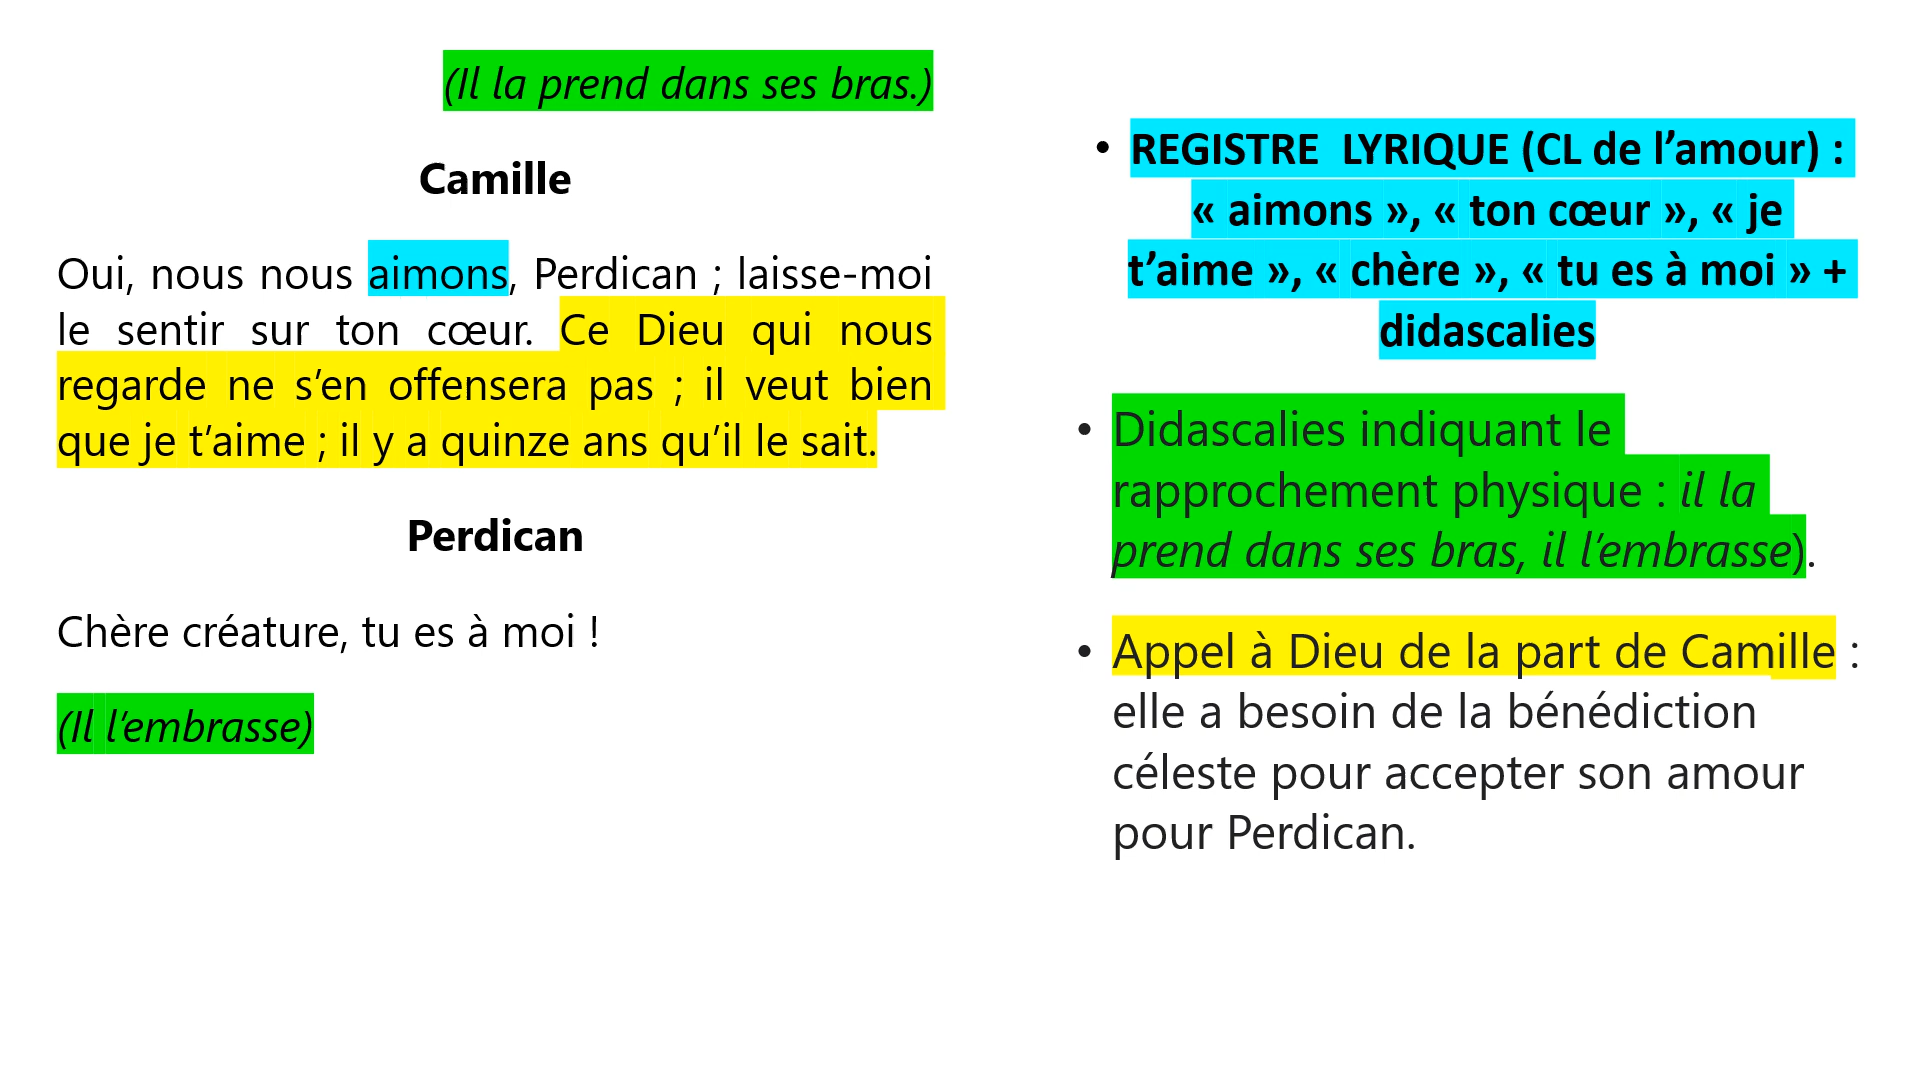 (Il la prend dans ses bras.)
Camille
Oui, nous nous aimons, Perdican ; laisse-moi
le sentir sur ton cœur. Ce Dieu qui nous
regarde ne s’en offensera pas ; il veut bien
que je t’aime ; il y a quinze ans qu’il le sait.
Perdican
Chère créature, tu es à moi !
(Il l’embrasse)
• REGISTRE LYRIQUE (CL de l’amour) :
« aimons », « ton cœur », « je
t’aime », « chère », « tu es à moi » +
didascalies
• Didascalies indiquant le
rapprochement physique : il la
prend dans ses bras, il l’embrasse).
• Appel à Dieu de la part de Camille :
elle a besoin de la bénédiction
céleste pour accepter son amour
pour Perdican.